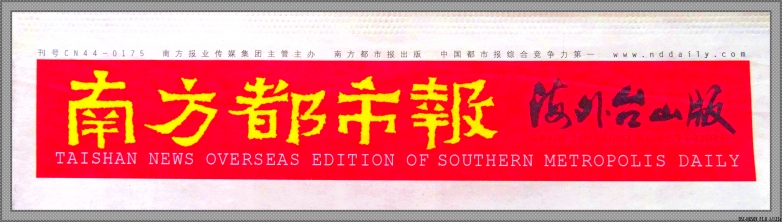 刊号CN44-0175 南方报业传媒集团主管主办 南方都市报出版 中国都市报综合竞争力第一 www.nddaily.com
南方都市報 海外台山版
TAISHAN NEWS OVERSEAS EDITION OF SOUTHERN METROPOLIS DAILY